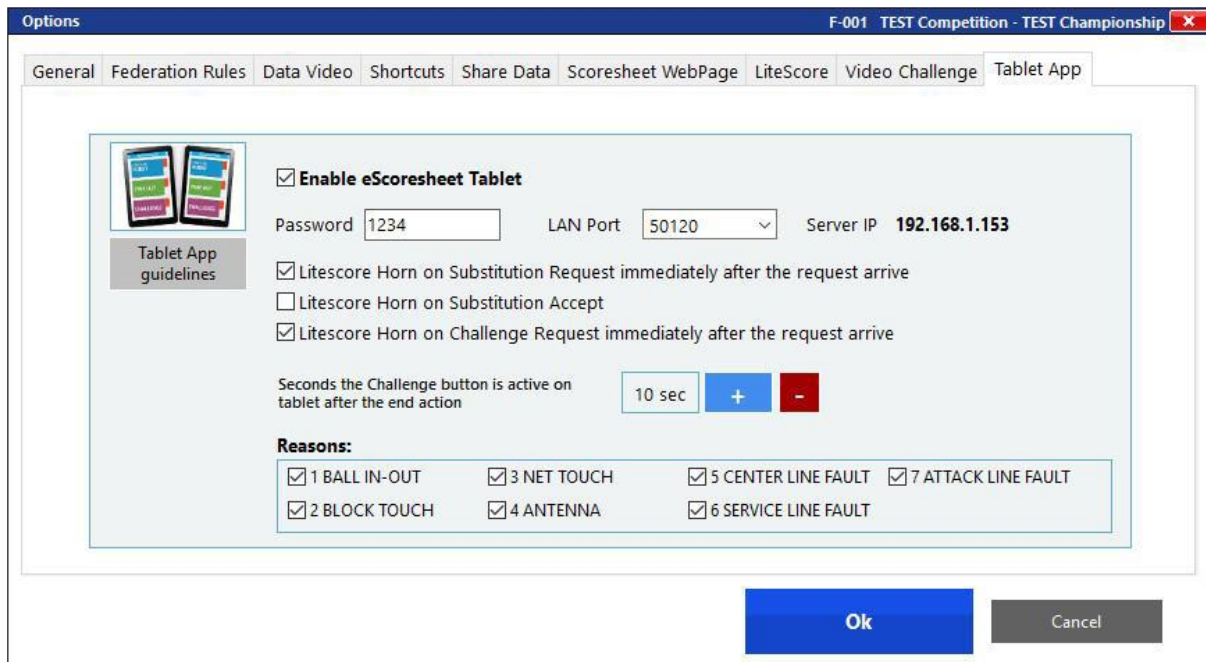 Options F-001 TEST Competition - TEST Championship
General Federation Rules Data Video Shortcuts Share Data Scoresheet WebPage LiteScore Video Challenge Tablet App
Enable eScoresheet Tablet
Password 1234 LAN Port 50120 Server IP 192.168.1.153
Tablet App
guidelines
Litescore Horn on Substitution Request immediately after the request arrive
Litescore Horn on Substitution Accept
Litescore Horn on Challenge Request immediately after the request arrive
Seconds the Challenge button is active on
tablet after the end action
10 sec + -
Reasons:
1 BALL IN-OUT 3 NET TOUCH 5 CENTER LINE FAULT 7 ATTACK LINE FAULT
2 BLOCK TOUCH 4 ANTENNA 6 SERVICE LINE FAULT
Ok Cancel